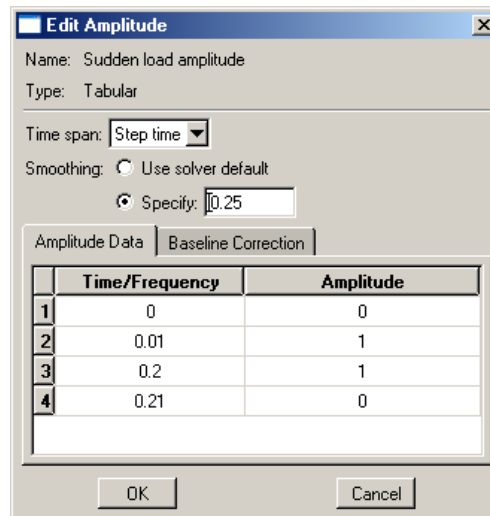 Edit Amplitude
Name: Sudden load amplitude
Type: Tabular
Time span: Step time
Smoothing: Use solver default
Specify: 0.25
Amplitude Data Baseline Correction
Time/Frequency Amplitude
1 0 0
2 0.01 1
3 0.2 1
4 0.21 0
OK Cancel